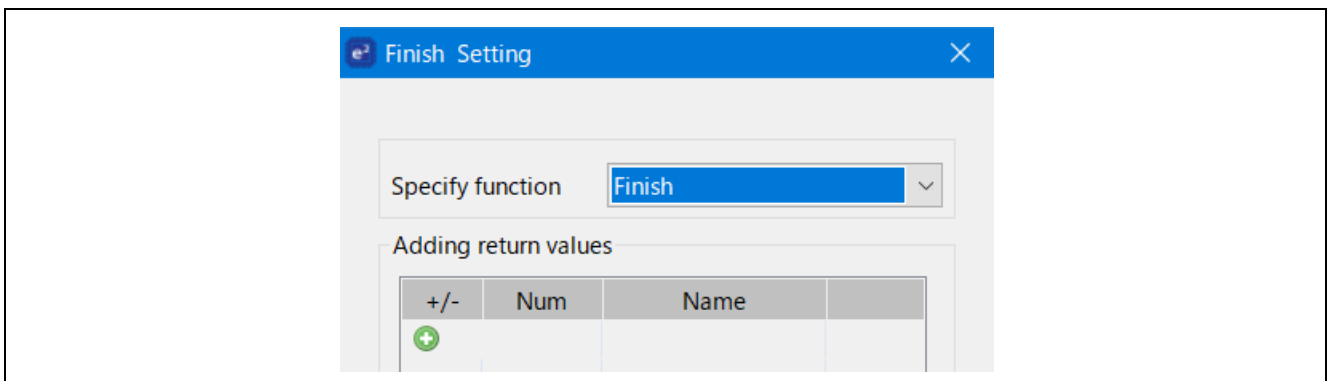 e² Finish Setting
Specify function Finish
Adding return values
+/- Num Name